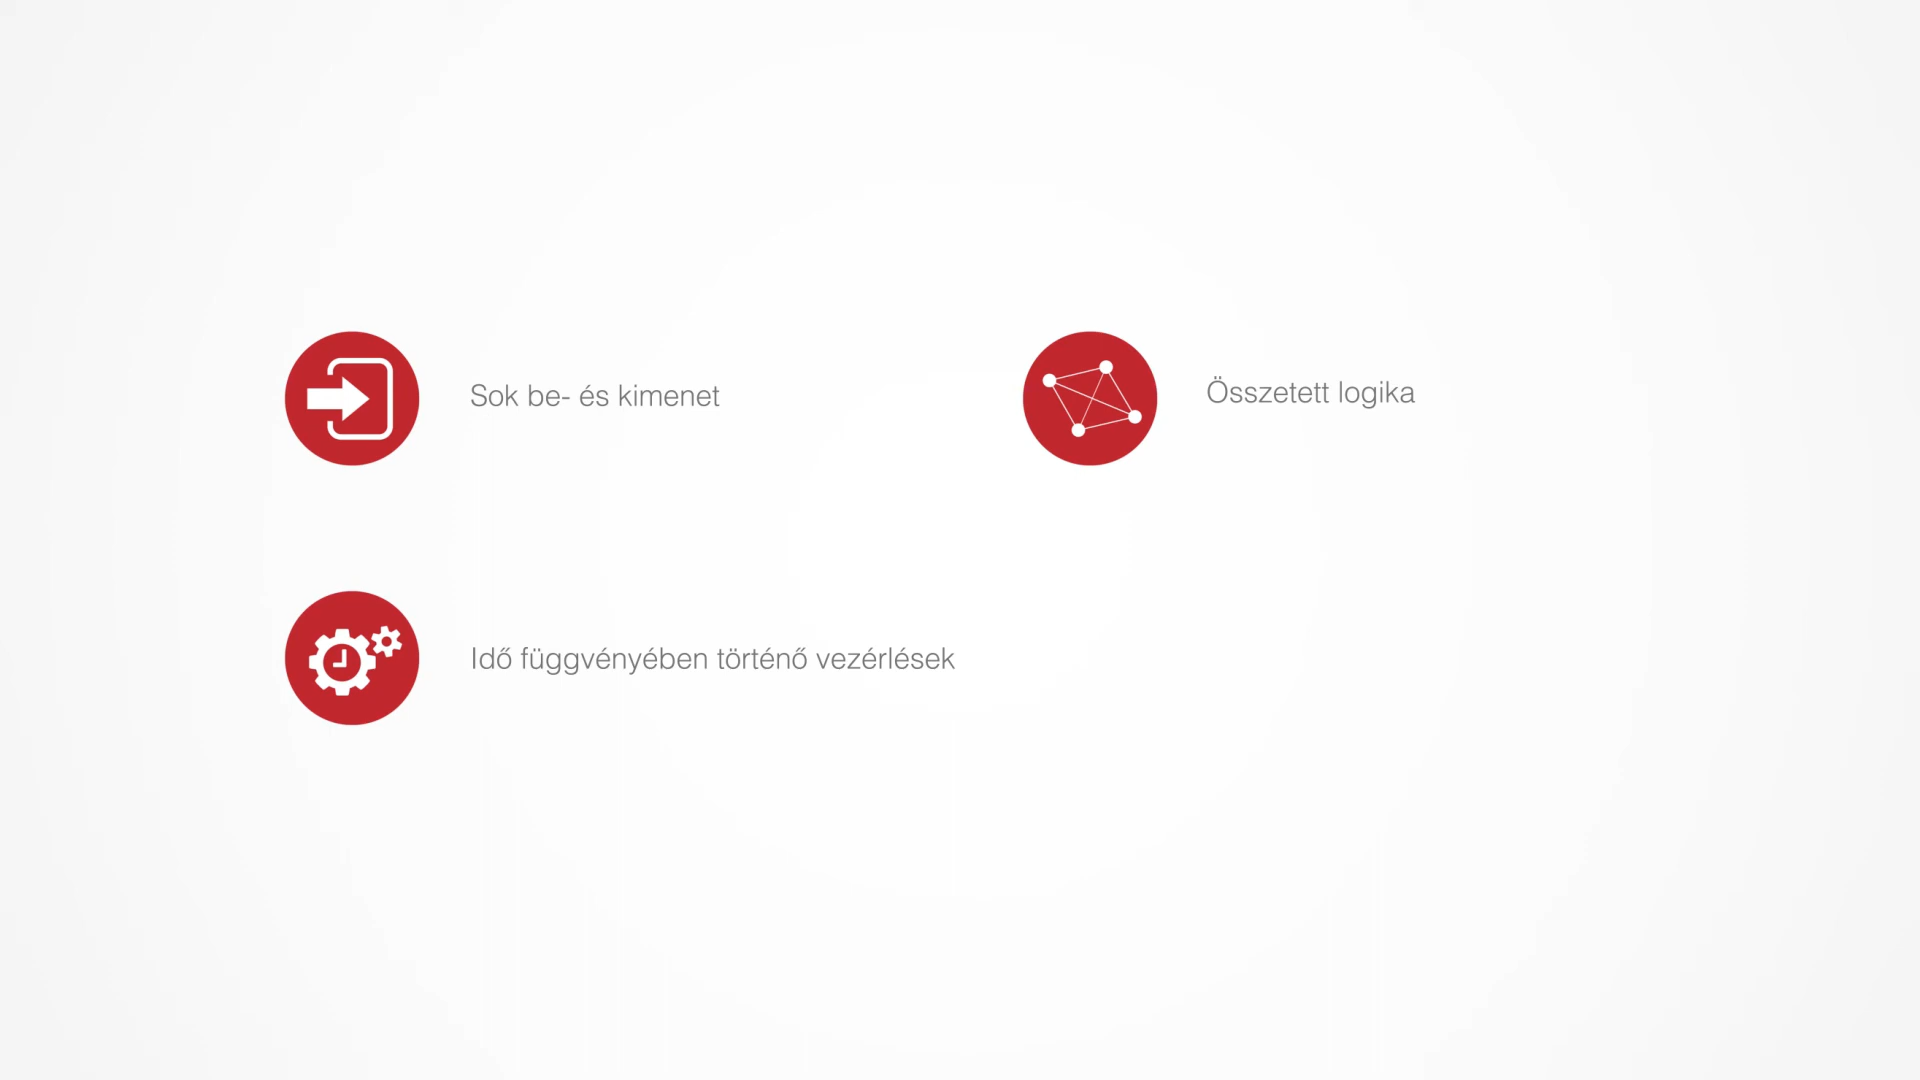 Sok be- és kimenet
Összetett logika
Idő függvényében történő vezérlések